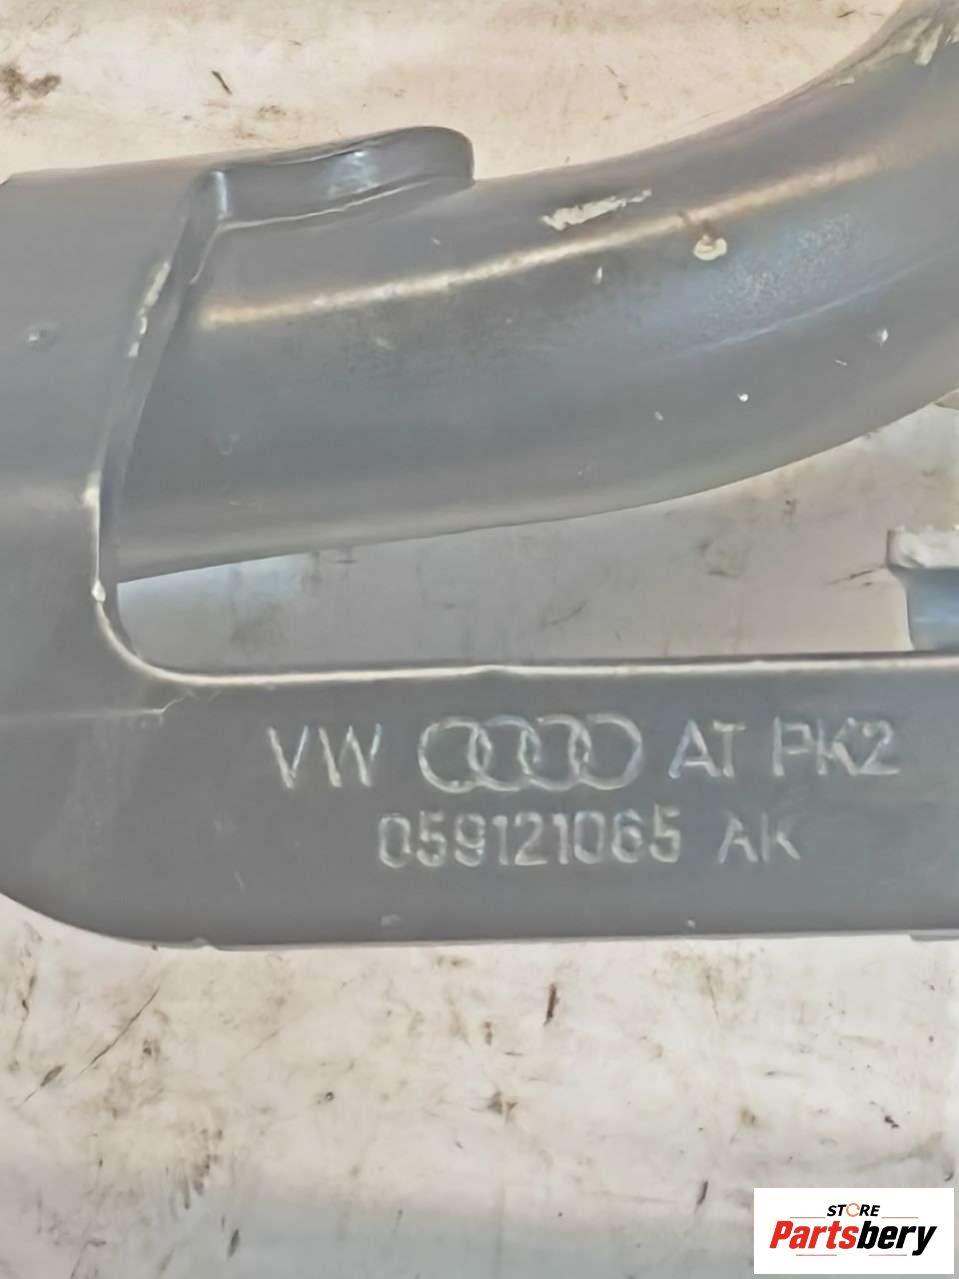 VW AT PK2
059121065 AK
STORE
Partsbery